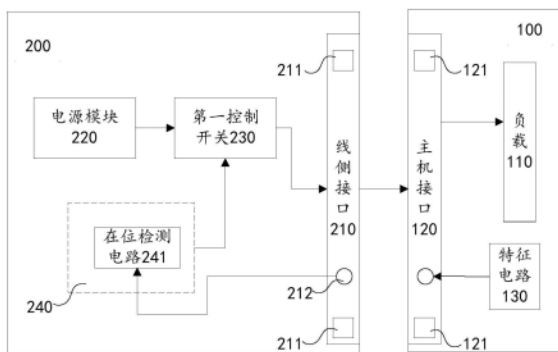 200
100
211
121
电源模块
220
第一控制
开关230
线侧接口
210
主机接口
120
负载
110
在位检测
电路241
240
212
特征
电路
130
211
121